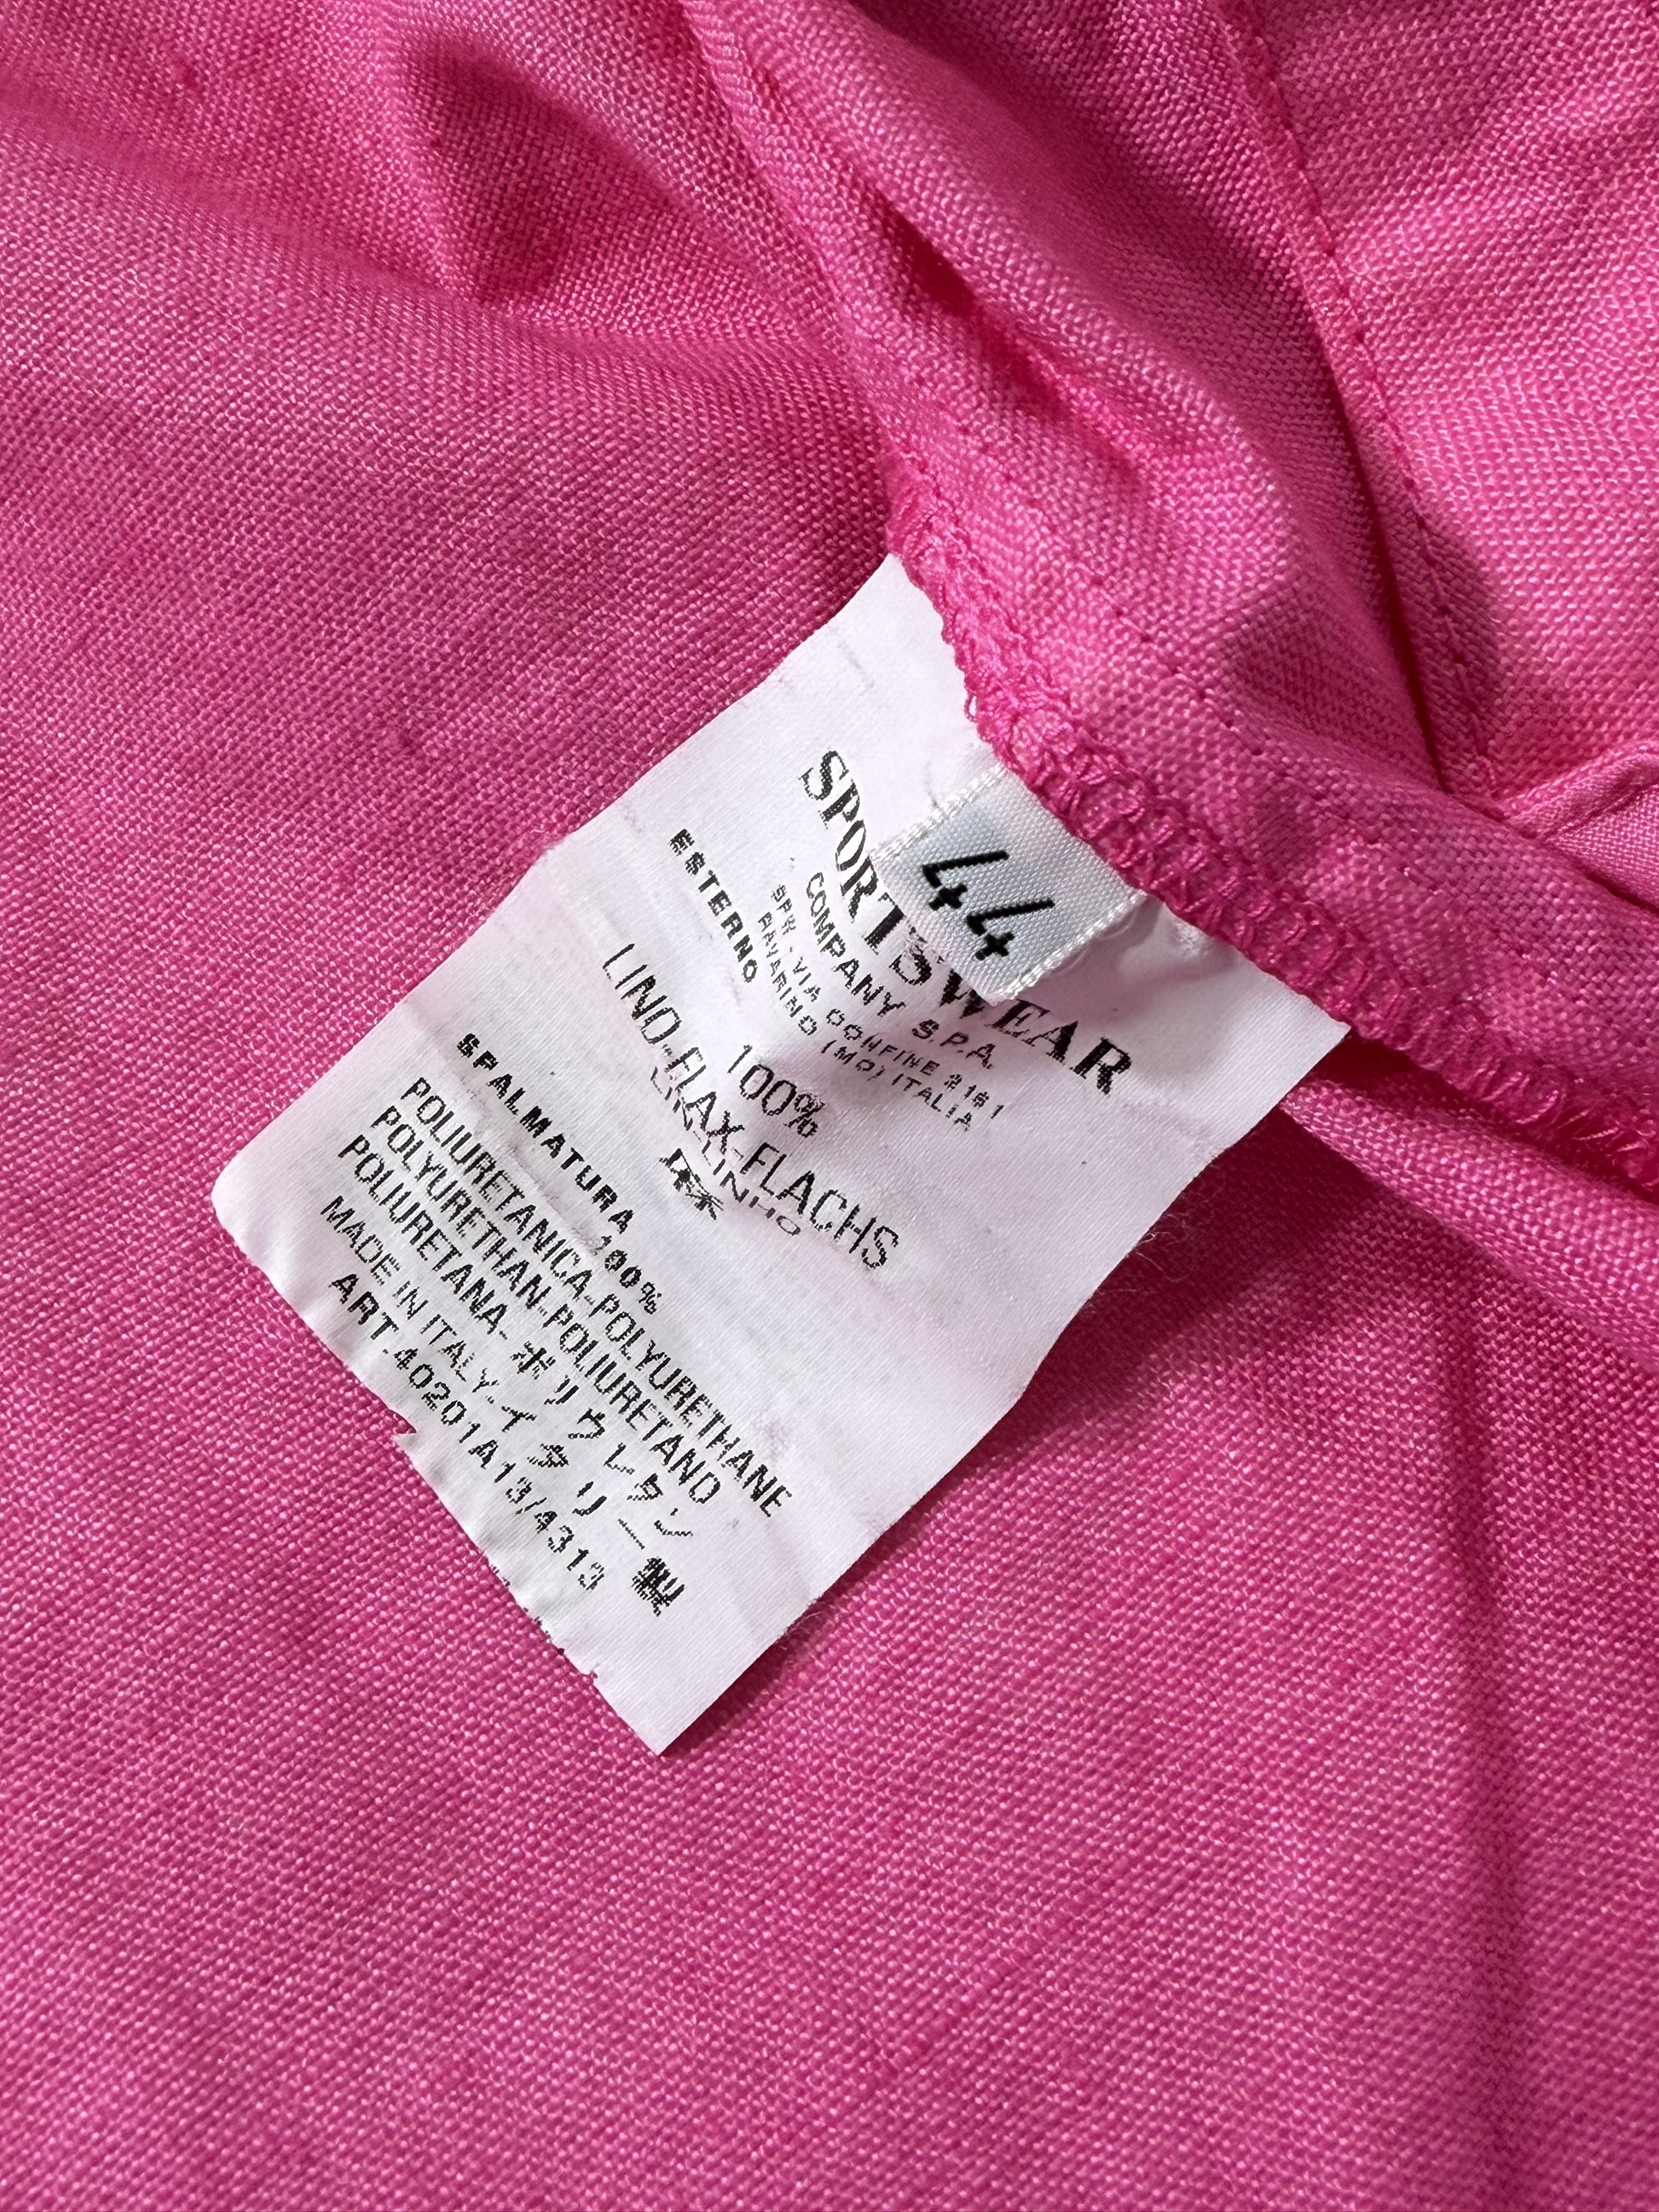 44
SPORTSWEAR
COMPANY S.P.A.
SPW - VIA CONFINE 2161
RAVARINO (MO) ITALIA
ESTERNO
100%
LINO-FLAX-FLACHS
LINHO
麻
SPALMATURA 100%
POLIURETANICA-POLYURETHANE
POLYURETHAN-POLIURETANO
POLIURETANA-ポリウレタン
MADE IN ITALY-イタリー製
ART.40201A13/4313